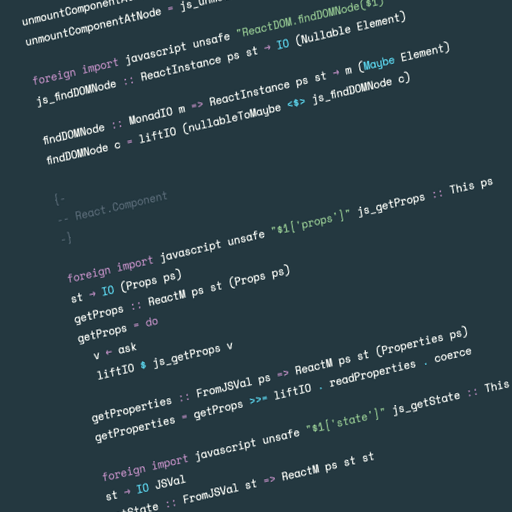 unmountComponentAtNode = js_unm
foreign import javascript unsafe "ReactDOM.findDOMNode($1)
js_findDOMNode :: ReactInstance ps st → IO (Nullable Element)
findDOMNode :: MonadIO m => ReactInstance ps st → m (Maybe Element)
findDOMNode c = liftIO (nullableToMaybe <$> js_findDOMNode c)
{-
-- React.Component
-}
foreign import javascript unsafe "$1['props']" js_getProps :: This ps
st → IO (Props ps)
getProps :: ReactM ps st (Props ps)
getProps = do
v ← ask
liftIO $ js_getProps v
getProperties :: FromJSVal ps => ReactM ps st (Properties ps)
getProperties = getProps >>= liftIO . readProperties . coerce
foreign import javascript unsafe "$1['state']" js_getState :: This
st → IO JSVal
tState :: FromJSVal st => ReactM ps st st